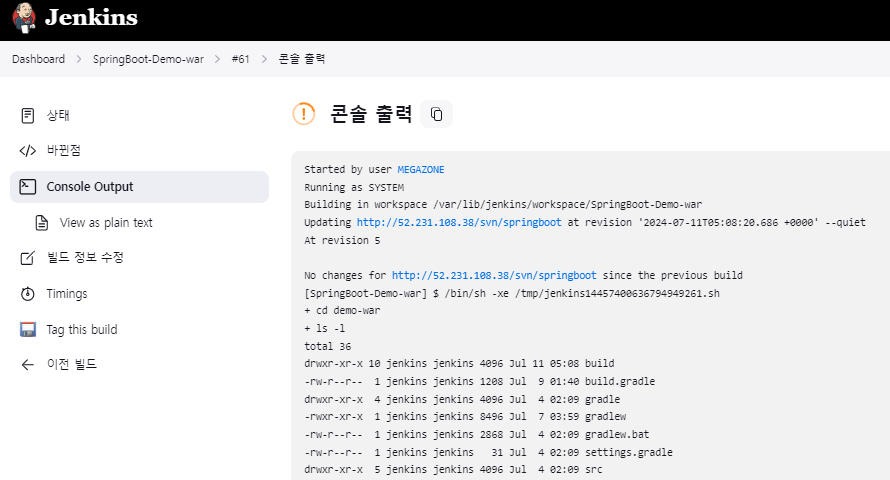 Jenkins
Dashboard > SpringBoot-Demo-war > #61 > 콘솔 출력
상태
바뀐점
Console Output
View as plain text
빌드 정보 수정
Timings
Tag this build
이전 빌드
콘솔 출력
Started by user MEGAZONE
Running as SYSTEM
Building in workspace /var/lib/jenkins/workspace/SpringBoot-Demo-war
Updating http://52.231.108.38/svn/springboot at revision '2024-07-11T05:08:20.686 +0000' --quiet
At revision 5
No changes for http://52.231.108.38/svn/springboot since the previous build
[SpringBoot-Demo-war] $ /bin/sh -xe /tmp/jenkins14457400636794949261.sh
+ cd demo-war
+ ls -l
total 36
drwxr-xr-x 10 jenkins jenkins 4096 Jul 11 05:08 build
-rw-r--r--  1 jenkins jenkins 1208 Jul  9 01:40 build.gradle
drwxr-xr-x  4 jenkins jenkins 4096 Jul  4 02:09 gradle
-rwxr-xr-x  1 jenkins jenkins 8496 Jul  7 03:59 gradlew
-rw-r--r--  1 jenkins jenkins 2868 Jul  4 02:09 gradlew.bat
-rw-r--r--  1 jenkins jenkins   31 Jul  4 02:09 settings.gradle
drwxr-xr-x  5 jenkins jenkins 4096 Jul  4 02:09 src